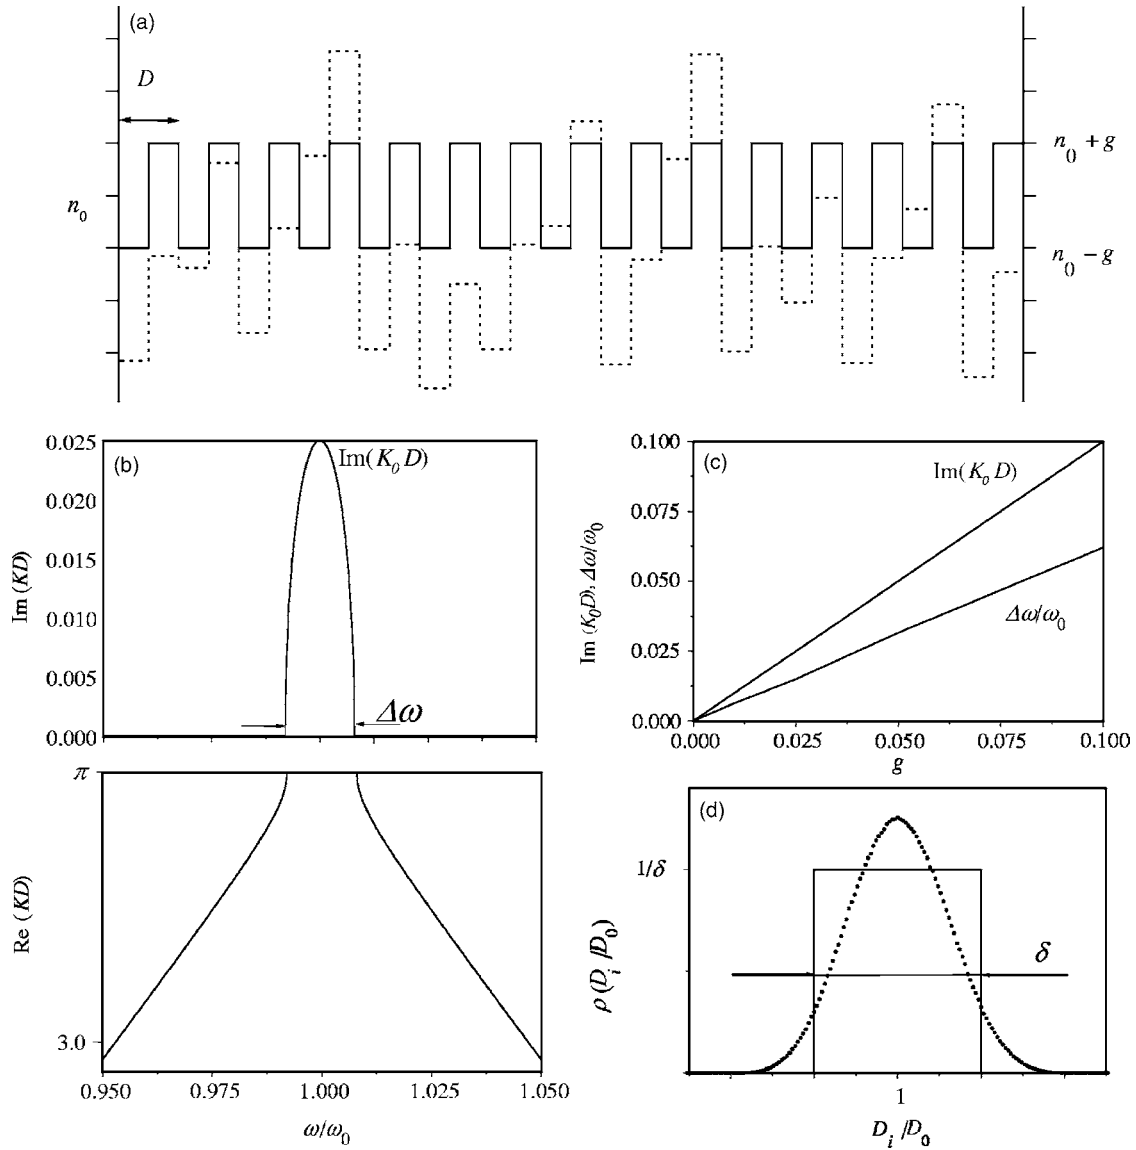 (a)
D
n₀
n₀ + g
n₀ − g
(b)
Im(K₀D)
0.025
0.020
0.015
0.010
0.005
0.000
Im (KD)
Δω
π
3.0
Re (KD)
0.950 0.975 1.000 1.025 1.050
ω/ω₀
(c)
Im(K₀D)
Δω/ω₀
0.100
0.075
0.050
0.025
0.000
Im (K₀D), Δω/ω₀
0.000 0.025 0.050 0.075 0.100
g
(d)
1/δ
δ
ρ (Dᵢ /D₀)
1
Dᵢ /D₀